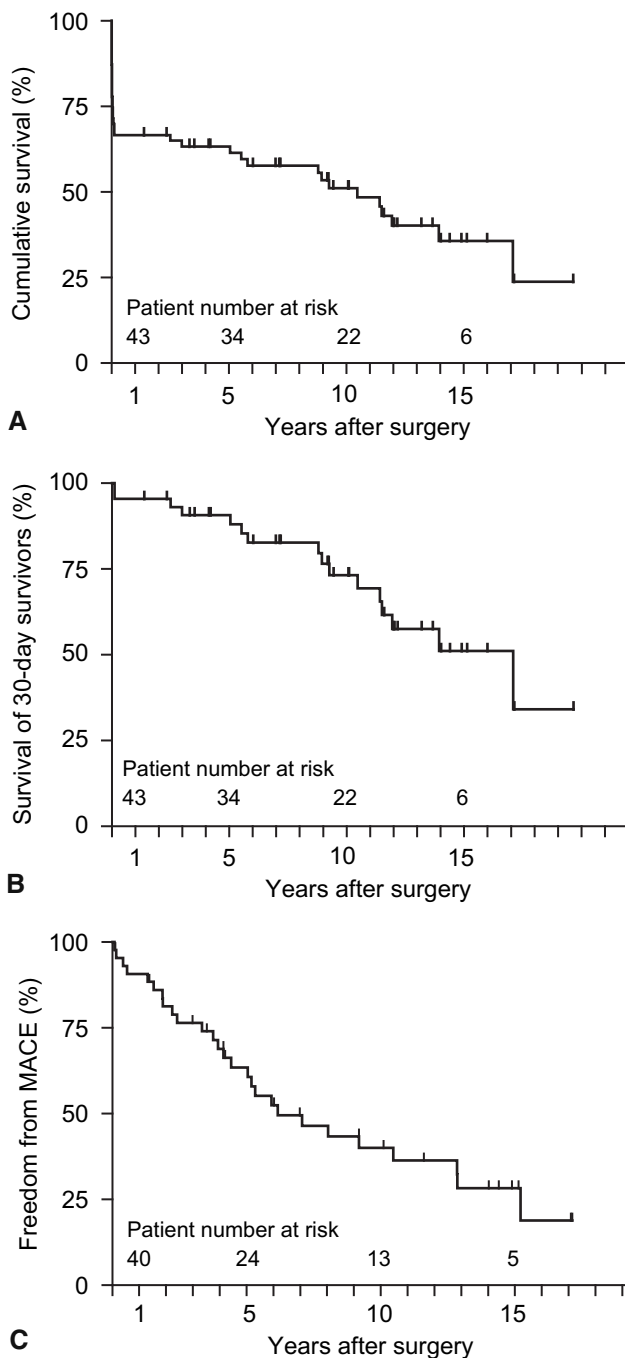 100
75
50
25
0
Cumulative survival (%)
Patient number at risk
43 34 22 6
1 5 10 15
Years after surgery
A
100
75
50
25
0
Survival of 30-day survivors (%)
Patient number at risk
43 34 22 6
1 5 10 15
Years after surgery
B
100
75
50
25
0
Freedom from MACE (%)
Patient number at risk
40 24 13 5
1 5 10 15
Years after surgery
C